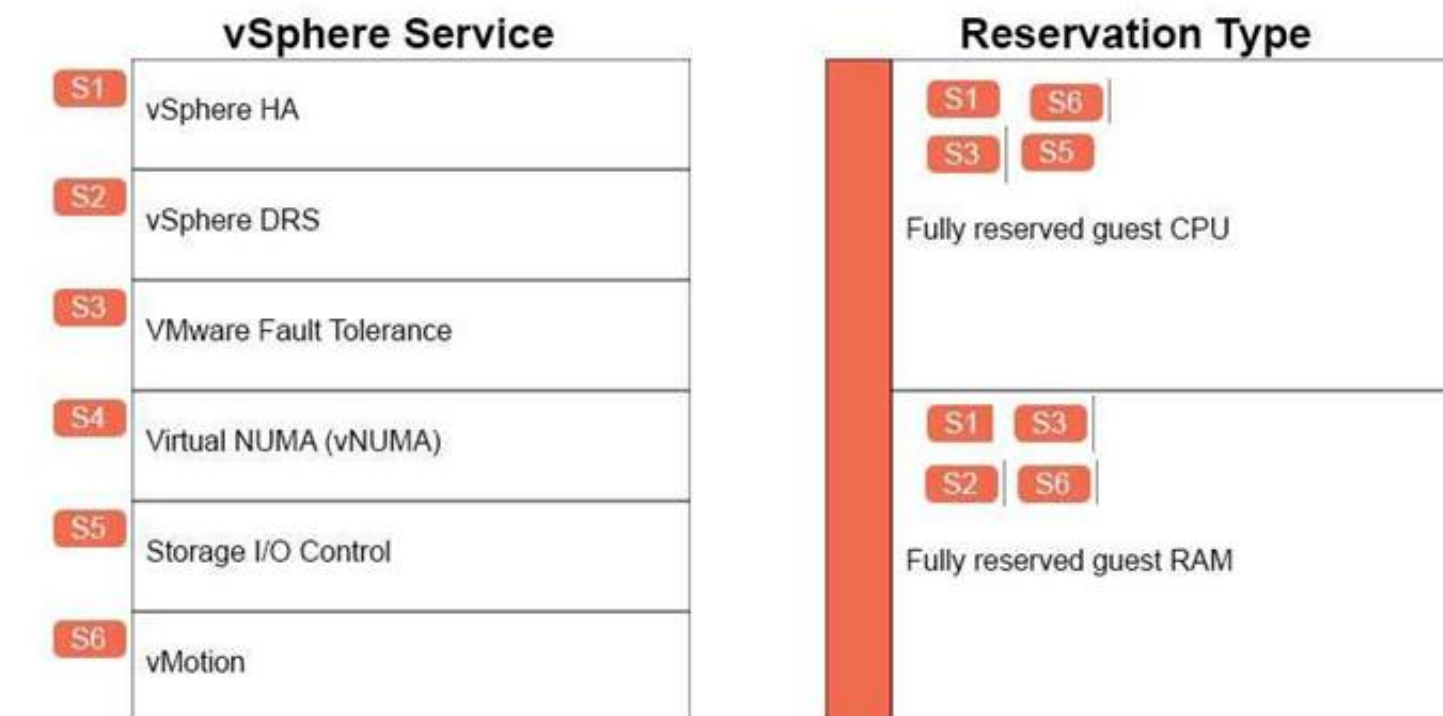 vSphere Service
S1
vSphere HA
S2
vSphere DRS
S3
VMware Fault Tolerance
S4
Virtual NUMA (vNUMA)
S5
Storage I/O Control
S6
vMotion
Reservation Type
S1 S6
S3 S5
Fully reserved guest CPU
S1 S3
S2 S6
Fully reserved guest RAM